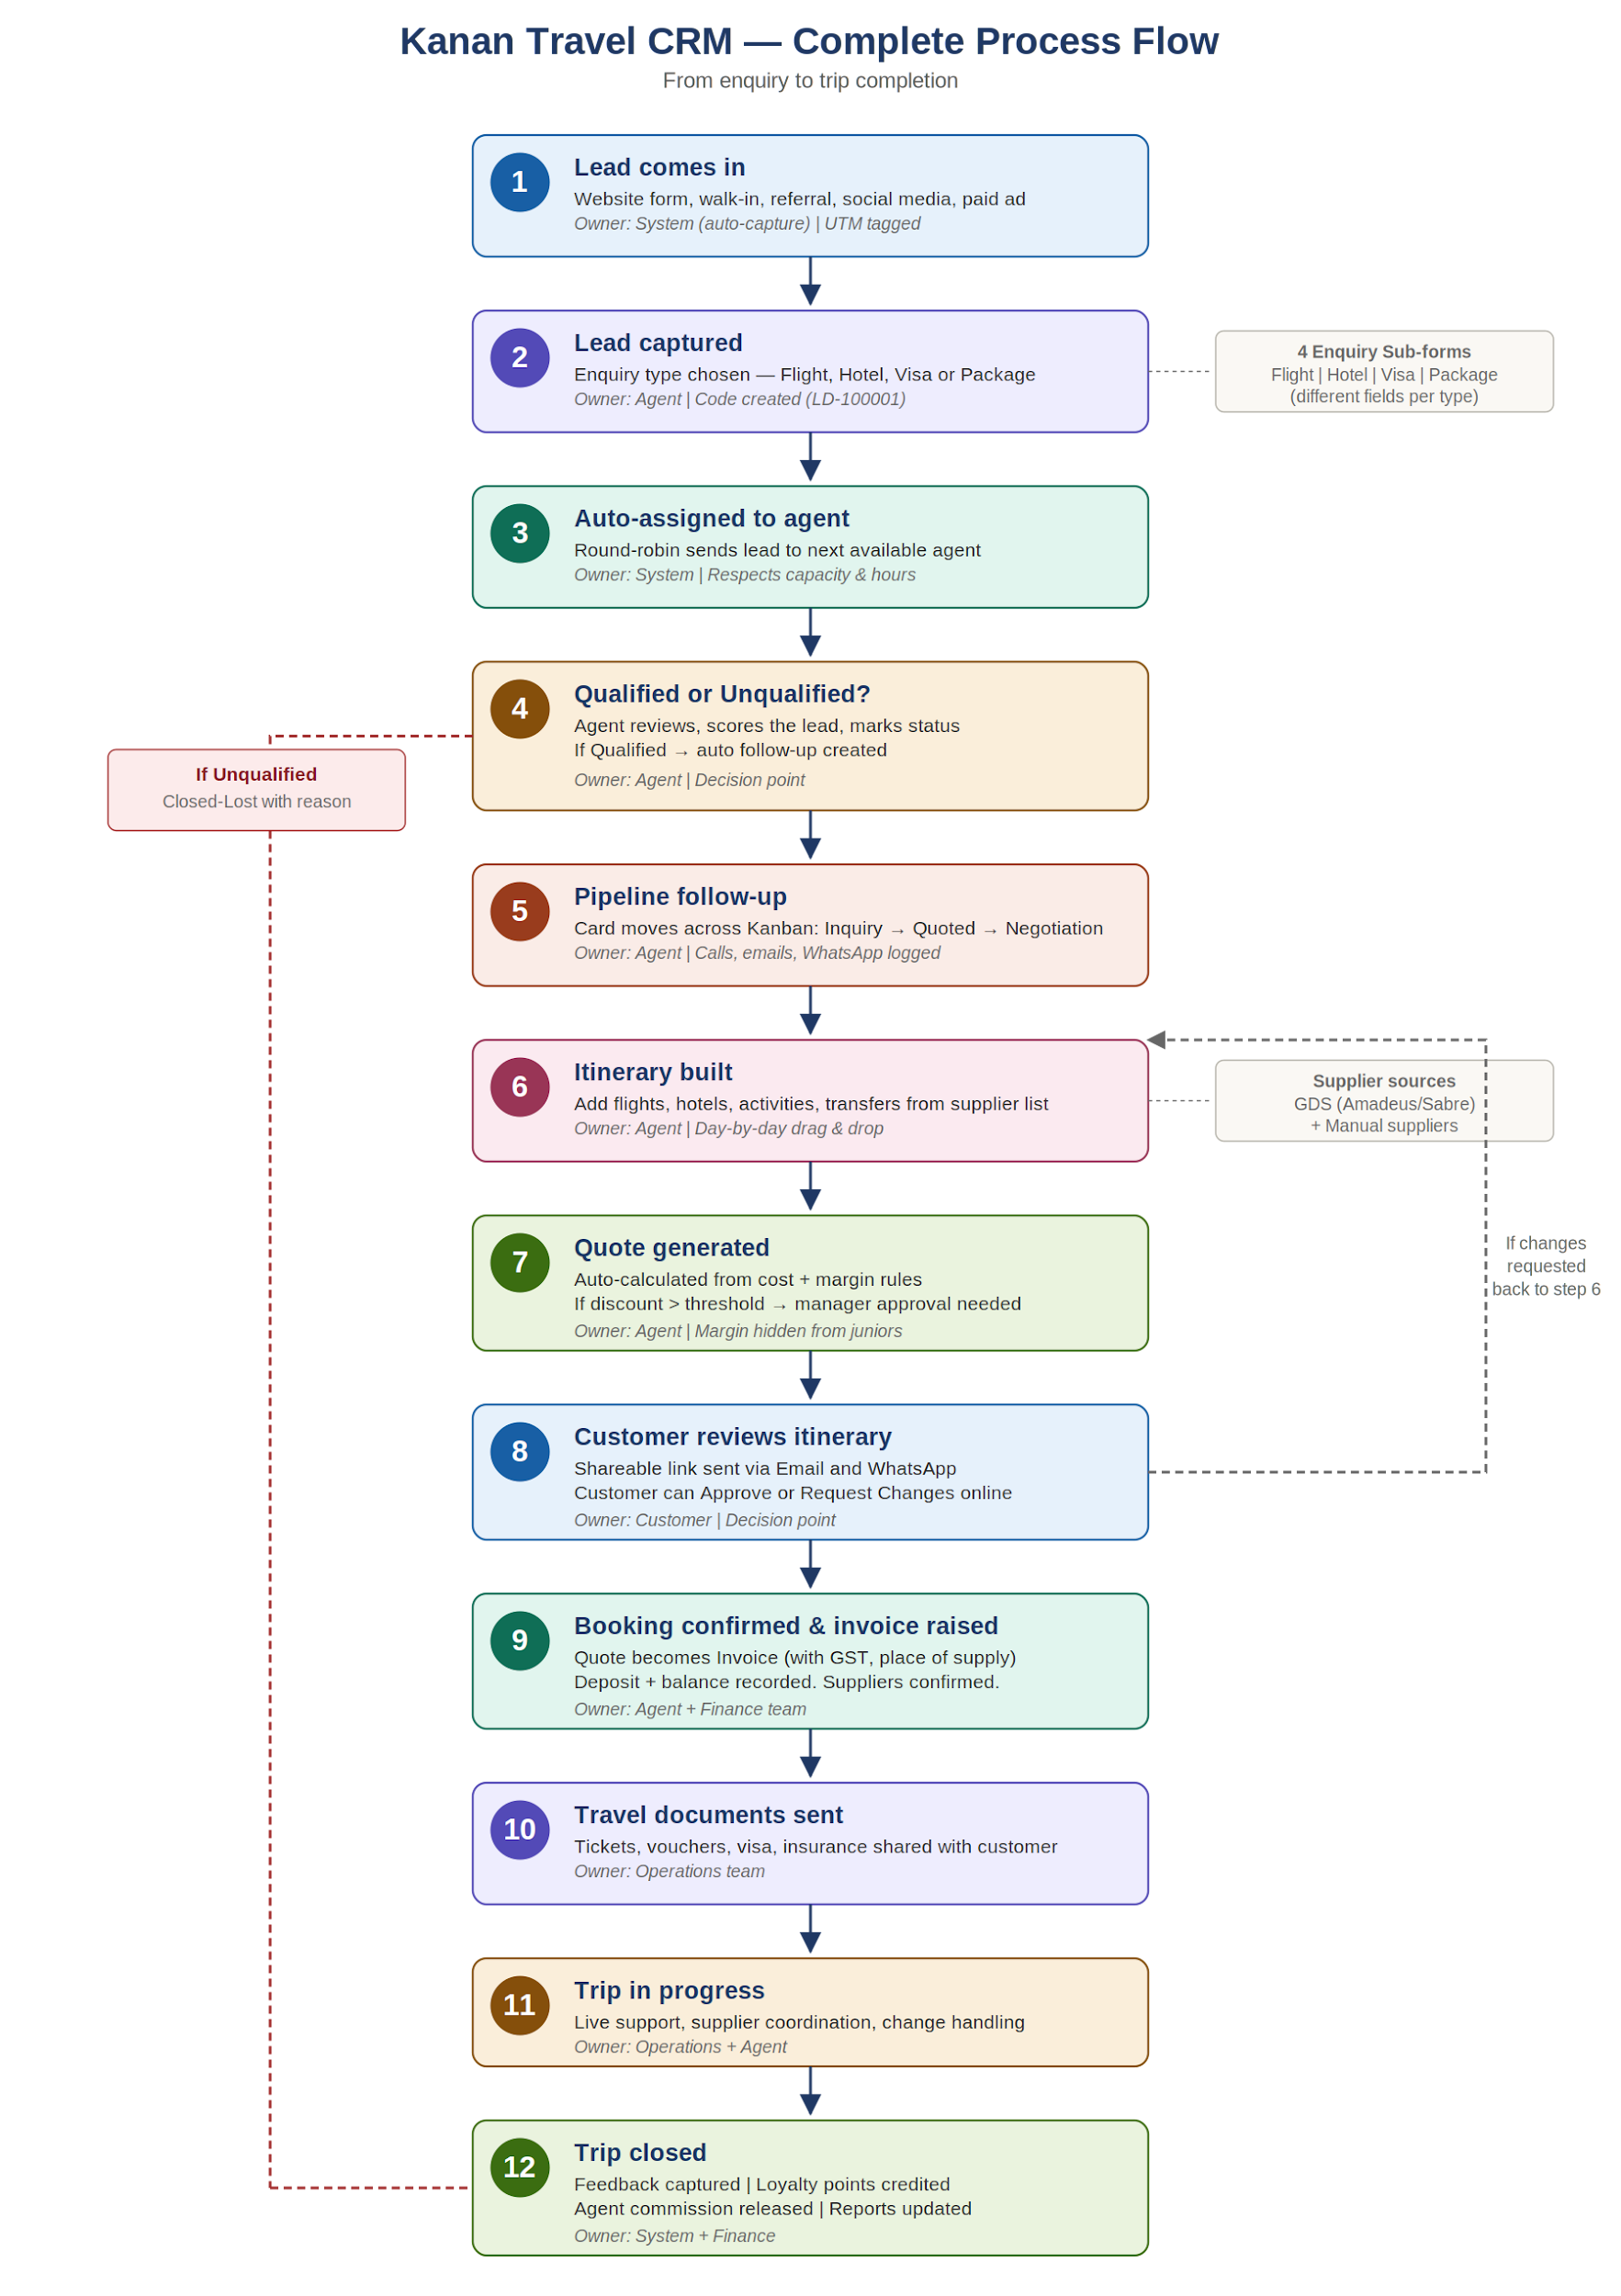 Kanan Travel CRM — Complete Process Flow
From enquiry to trip completion
1
Lead comes in
Website form, walk-in, referral, social media, paid ad
Owner: System (auto-capture) | UTM tagged
2
Lead captured
Enquiry type chosen — Flight, Hotel, Visa or Package
Owner: Agent | Code created (LD-100001)
4 Enquiry Sub-forms
Flight | Hotel | Visa | Package
(different fields per type)
3
Auto-assigned to agent
Round-robin sends lead to next available agent
Owner: System | Respects capacity & hours
4
Qualified or Unqualified?
Agent reviews, scores the lead, marks status
If Qualified → auto follow-up created
Owner: Agent | Decision point
If Unqualified
Closed-Lost with reason
5
Pipeline follow-up
Card moves across Kanban: Inquiry → Quoted → Negotiation
Owner: Agent | Calls, emails, WhatsApp logged
6
Itinerary built
Add flights, hotels, activities, transfers from supplier list
Owner: Agent | Day-by-day drag & drop
Supplier sources
GDS (Amadeus/Sabre)
+ Manual suppliers
7
Quote generated
Auto-calculated from cost + margin rules
If discount > threshold → manager approval needed
Owner: Agent | Margin hidden from juniors
If changes
requested
back to step 6
8
Customer reviews itinerary
Shareable link sent via Email and WhatsApp
Customer can Approve or Request Changes online
Owner: Customer | Decision point
9
Booking confirmed & invoice raised
Quote becomes Invoice (with GST, place of supply)
Deposit + balance recorded. Suppliers confirmed.
Owner: Agent + Finance team
10
Travel documents sent
Tickets, vouchers, visa, insurance shared with customer
Owner: Operations team
11
Trip in progress
Live support, supplier coordination, change handling
Owner: Operations + Agent
12
Trip closed
Feedback captured | Loyalty points credited
Agent commission released | Reports updated
Owner: System + Finance